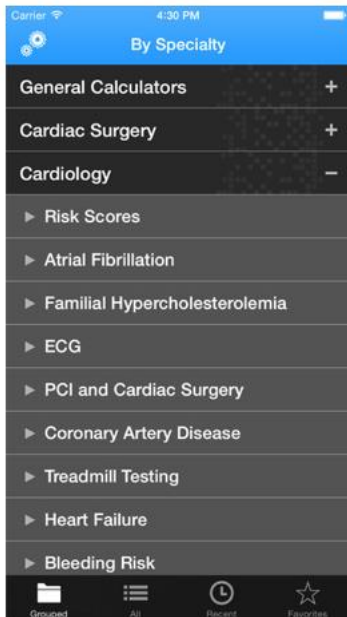 Carrier 4:30 PM
By Specialty
General Calculators +
Cardiac Surgery +
Cardiology −
Risk Scores
Atrial Fibrillation
Familial Hypercholesterolemia
ECG
PCI and Cardiac Surgery
Coronary Artery Disease
Treadmill Testing
Heart Failure
Bleeding Risk
Grouped All Recent Favorites